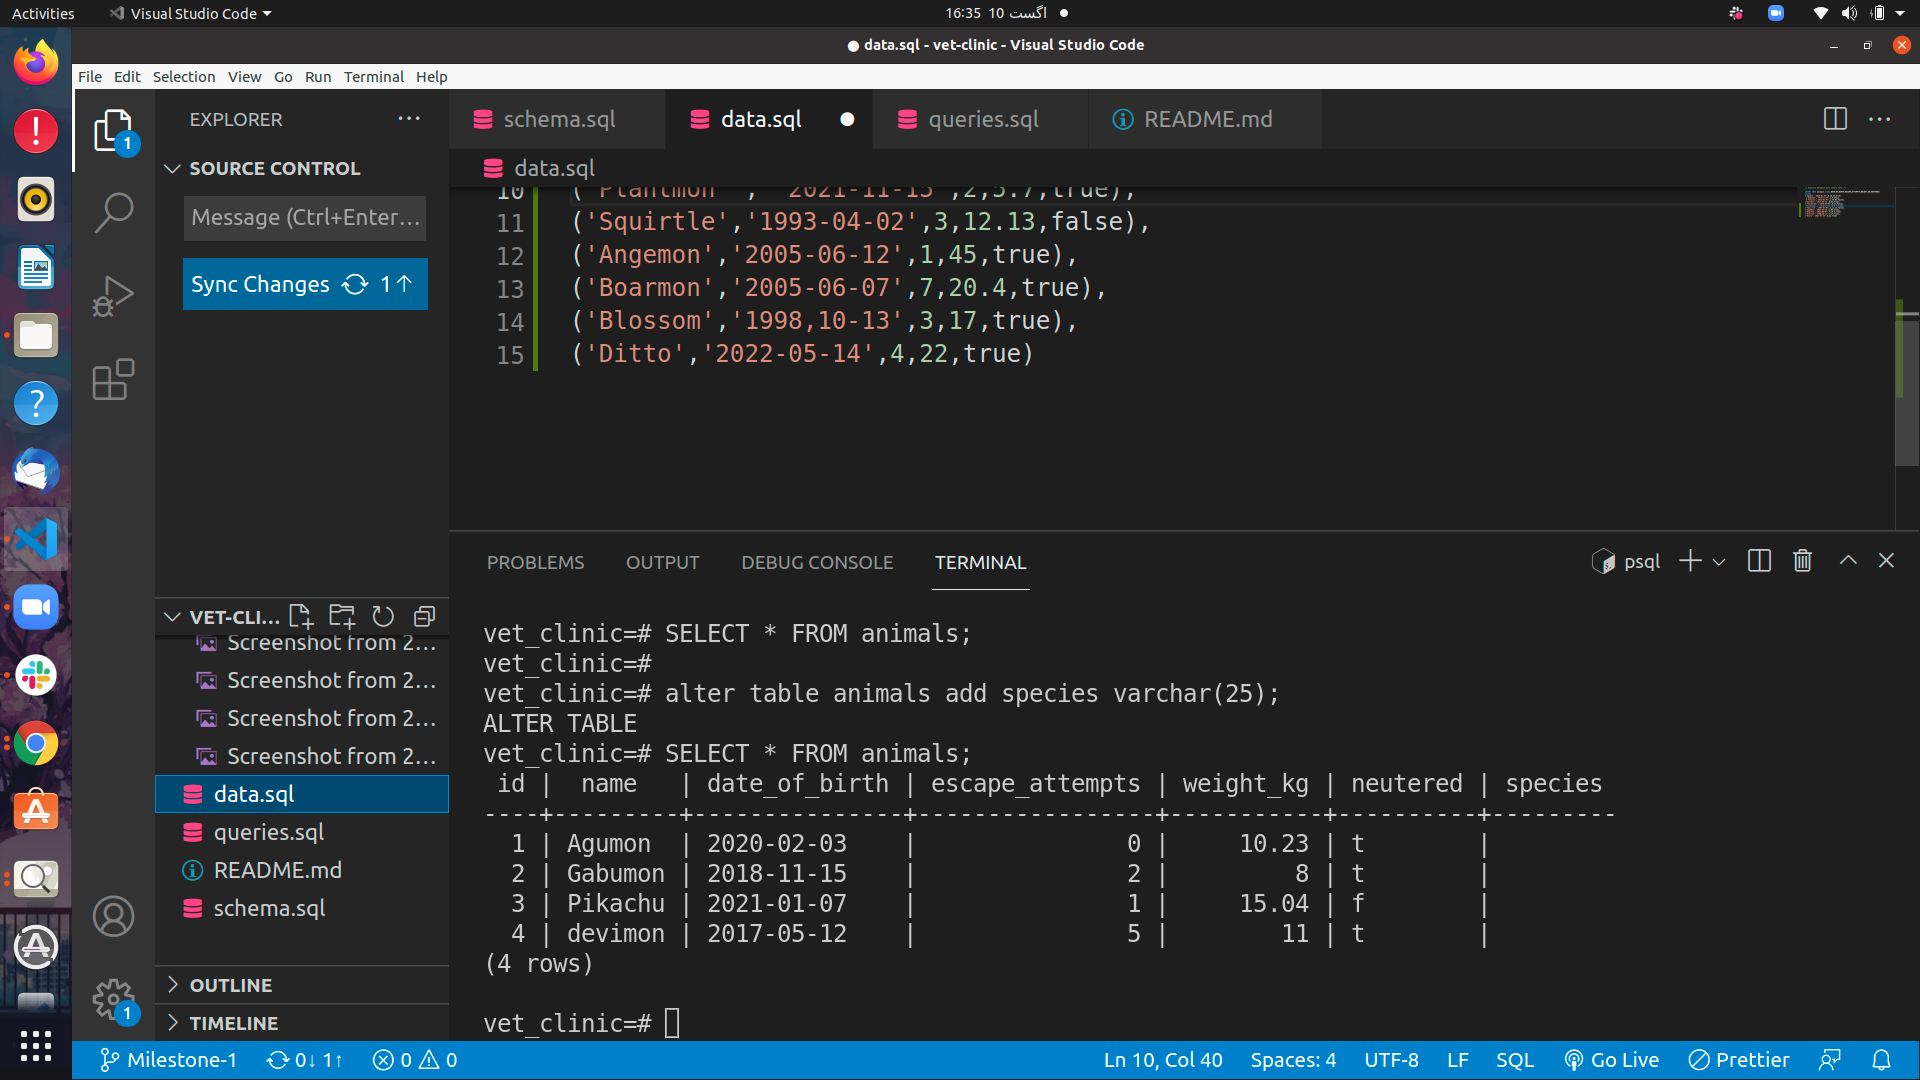 Activities
Visual Studio Code
16:35 10 اگست
data.sql - vet-clinic - Visual Studio Code
File Edit Selection View Go Run Terminal Help
EXPLORER
SOURCE CONTROL
Message (Ctrl+Enter...
Sync Changes 1↑
schema.sql
data.sql
queries.sql
README.md
data.sql
10 ('Plantmon' , '2021-11-15' ,2,5.7,true),
11 ('Squirtle','1993-04-02',3,12.13,false),
12 ('Angemon','2005-06-12',1,45,true),
13 ('Boarmon','2005-06-07',7,20.4,true),
14 ('Blossom','1998,10-13',3,17,true),
15 ('Ditto','2022-05-14',4,22,true)
VET-CLI...
Screenshot from 2...
Screenshot from 2...
Screenshot from 2...
Screenshot from 2...
data.sql
queries.sql
README.md
schema.sql
OUTLINE
TIMELINE
PROBLEMS OUTPUT DEBUG CONSOLE TERMINAL
psql
vet_clinic=# SELECT * FROM animals;
vet_clinic=#
vet_clinic=# alter table animals add species varchar(25);
ALTER TABLE
vet_clinic=# SELECT * FROM animals;
 id |  name   | date_of_birth | escape_attempts | weight_kg | neutered | species
----+---------+---------------+-----------------+-----------+----------+---------
  1 | Agumon  | 2020-02-03    |               0 |     10.23 | t        |
  2 | Gabumon | 2018-11-15    |               2 |         8 | t        |
  3 | Pikachu | 2021-01-07    |               1 |     15.04 | f        |
  4 | devimon | 2017-05-12    |               5 |        11 | t        |
(4 rows)
vet_clinic=#
1
1
Milestone-1 0↓ 1↑ 0 0
Ln 10, Col 40 Spaces: 4 UTF-8 LF SQL Go Live Prettier